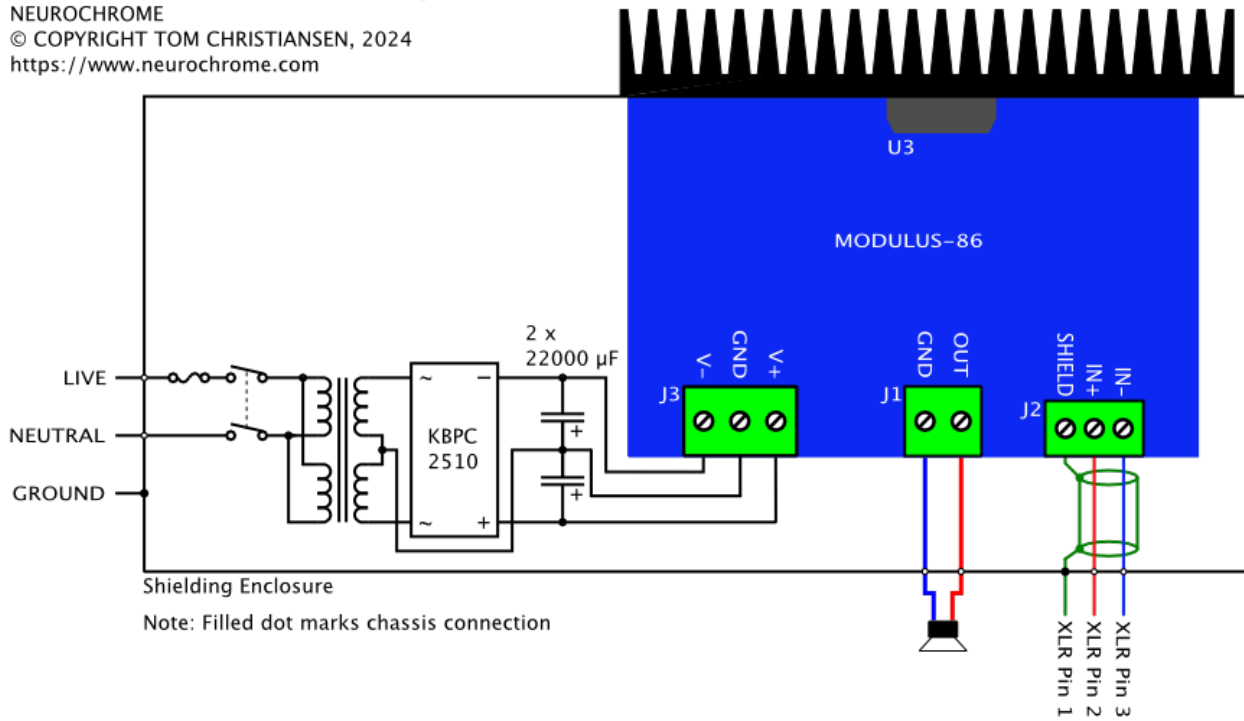 NEUROCHROME
© COPYRIGHT TOM CHRISTIANSEN, 2024
https://www.neurochrome.com
U3
MODULUS-86
2 x
22000 µF
V-
GND
V+
GND
OUT
SHIELD
IN+
IN-
J3
J1
J2
LIVE
NEUTRAL
GROUND
~
−
KBPC
2510
~
+
+
+
Shielding Enclosure
Note: Filled dot marks chassis connection
XLR Pin 1
XLR Pin 2
XLR Pin 3